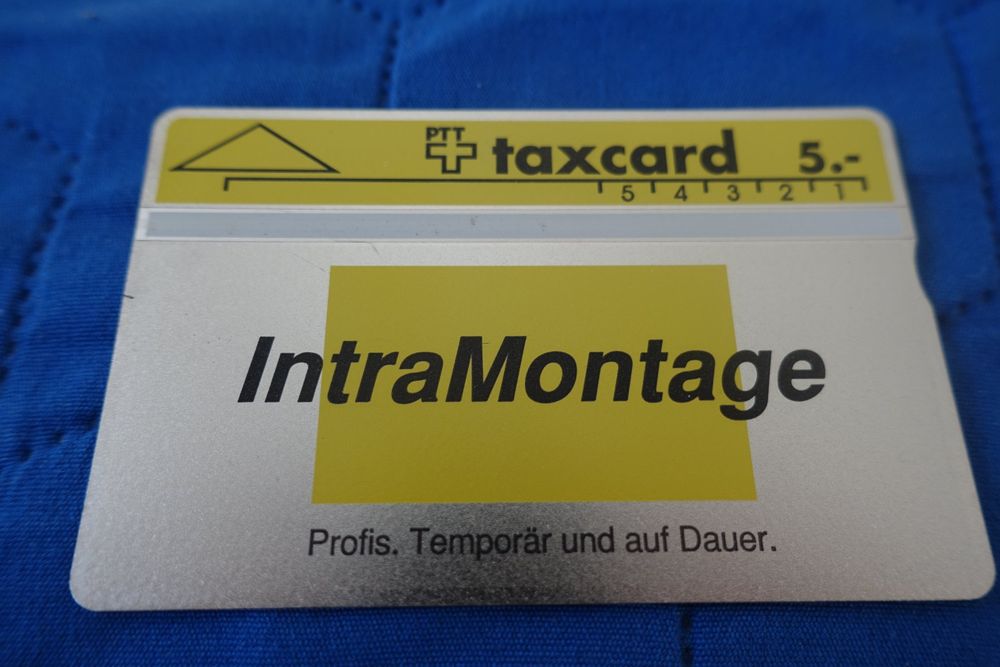 PTT
taxcard 5.-
5 4 3 2 1
IntraMontage
Profis. Temporär und auf Dauer.